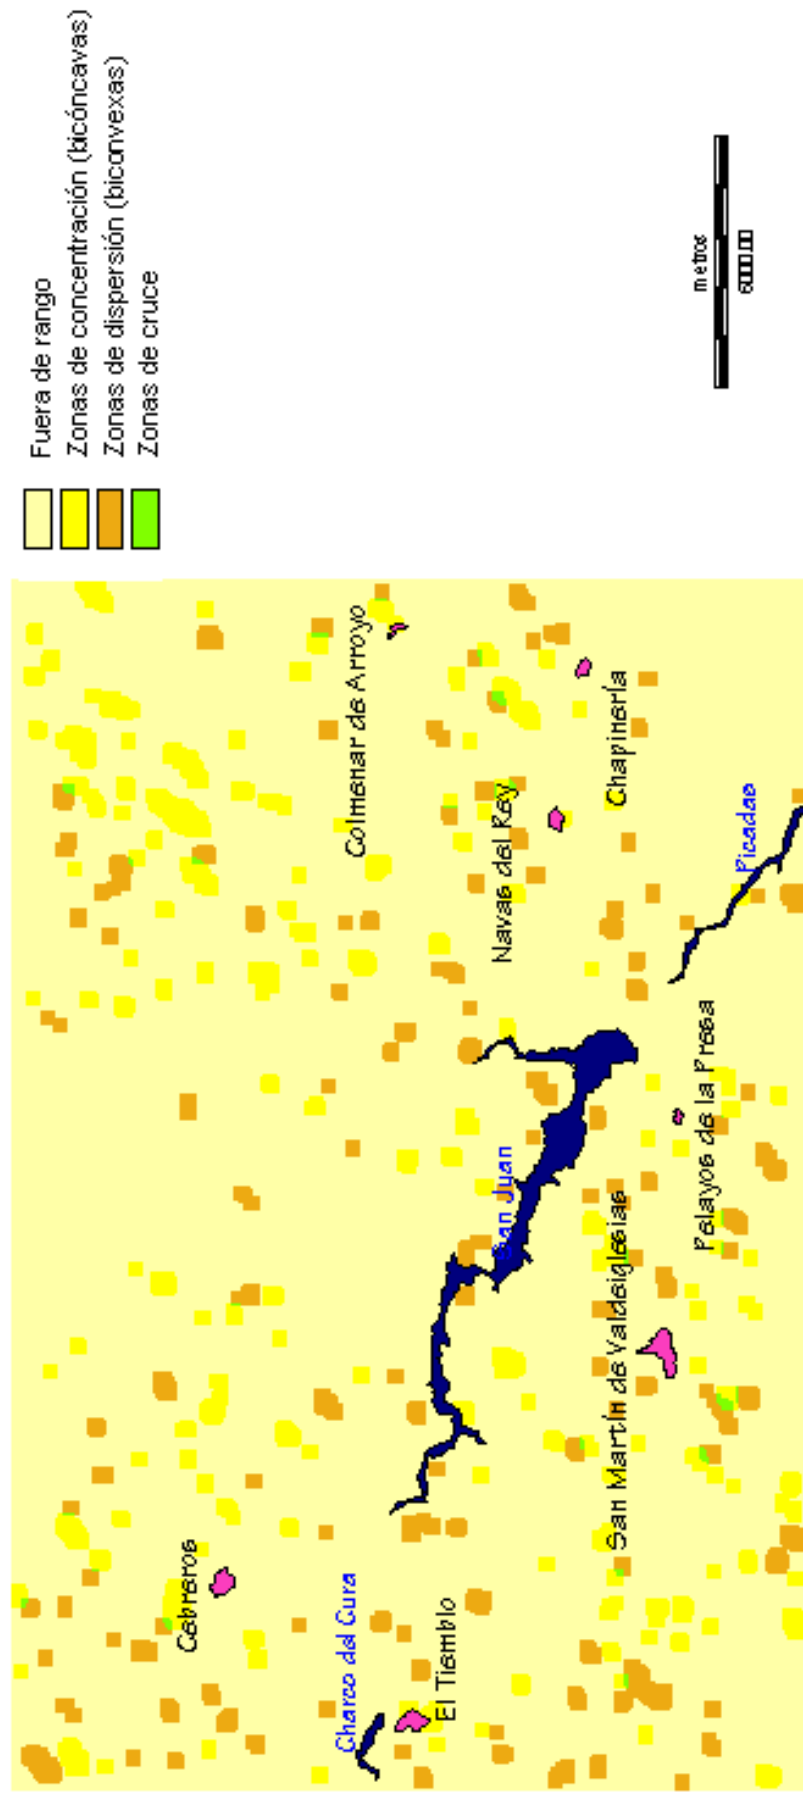 Fuera de rango
Zonas de concentración (bicóncavas)
Zonas de dispersión (biconvexas)
Zonas de cruce
metros
6000.00
Cebreros
Charco del Cura
El Tiemblo
San Juan
San Martín de Valdeiglesias
Pelayos de la Presa
Colmenar de Arroyo
Navas del Rey
Chapinería
Picadas